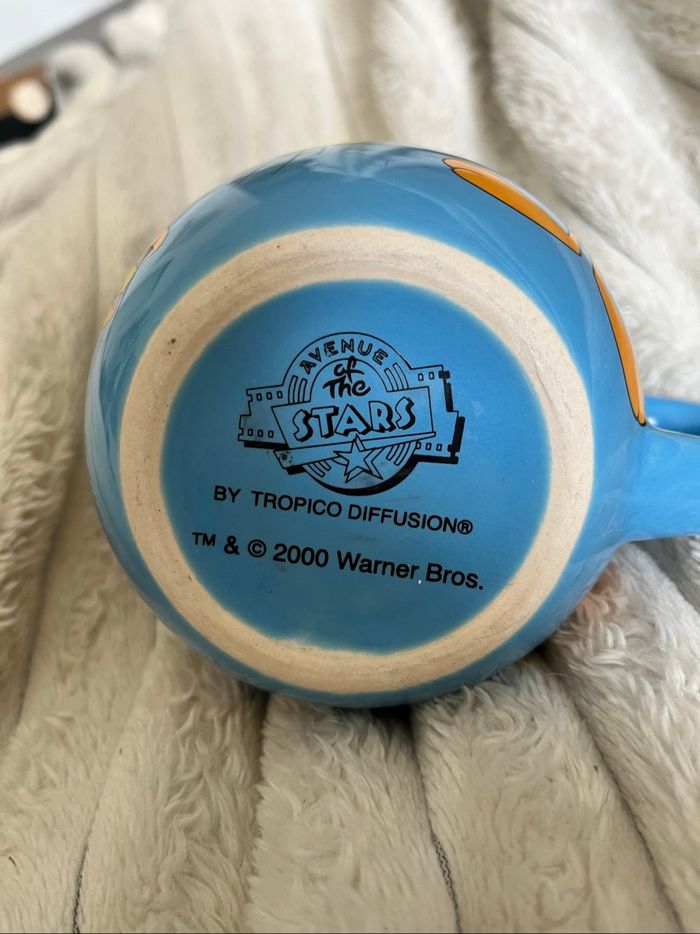 AVENUE
of
The
STARS
BY TROPICO DIFFUSION®
™ & © 2000 Warner Bros.